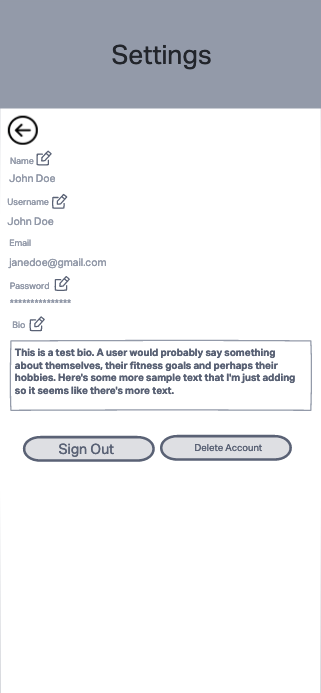 Settings
Name
John Doe
Username
John Doe
Email
janedoe@gmail.com
Password
***************
Bio
This is a test bio. A user would probably say something
about themselves, their fitness goals and perhaps their
hobbies. Here's some more sample text that I'm just adding
so it seems like there's more text.
Sign Out
Delete Account